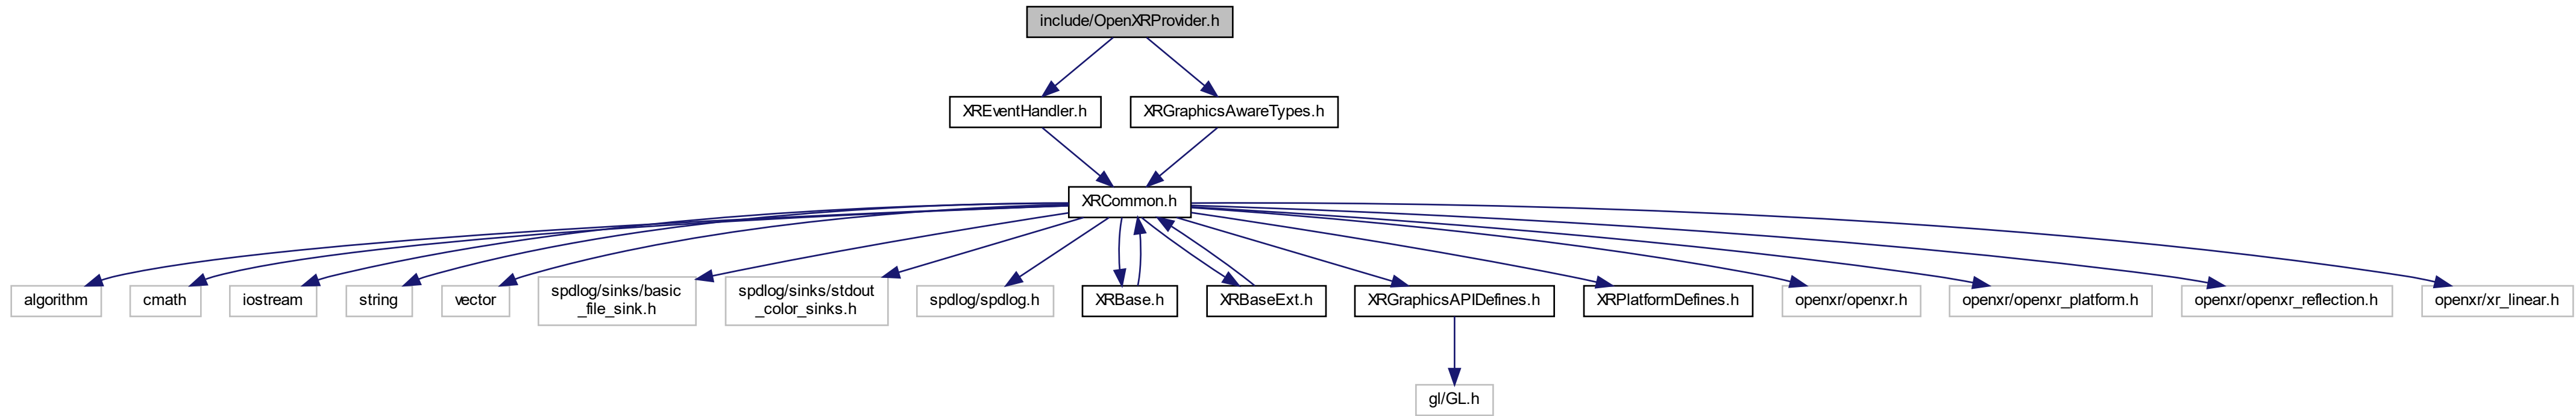 include/OpenXRProvider.h
XREventHandler.h
XRGraphicsAwareTypes.h
XRCommon.h
algorithm
cmath
iostream
string
vector
spdlog/sinks/basic
_file_sink.h
spdlog/sinks/stdout
_color_sinks.h
spdlog/spdlog.h
XRBase.h
XRBaseExt.h
XRGraphicsAPIDefines.h
XRPlatformDefines.h
openxr/openxr.h
openxr/openxr_platform.h
openxr/openxr_reflection.h
openxr/xr_linear.h
gl/GL.h